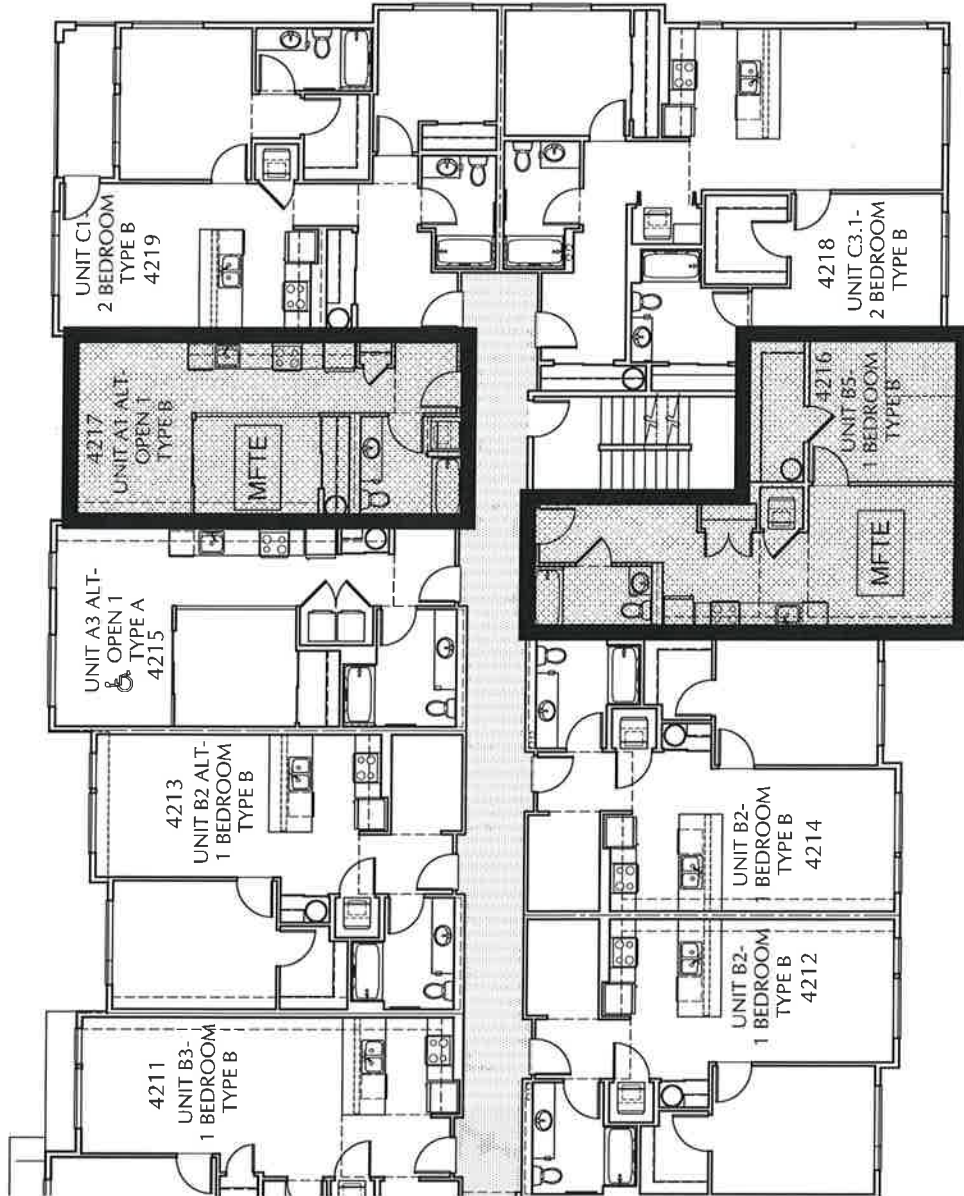 UNIT C1-
2 BEDROOM
TYPE B
4219
4218
UNIT C3.1-
2 BEDROOM
TYPE B
4217
UNIT A1 ALT-
OPEN 1
TYPE B
MFTE
4216
UNIT B5-
1 BEDROOM
TYPE B
MFTE
UNIT A3 ALT-
OPEN 1
TYPE A
4215
4213
UNIT B2 ALT-
1 BEDROOM
TYPE B
UNIT B2-
1 BEDROOM
TYPE B
4214
UNIT B2-
1 BEDROOM
TYPE B
4212
4211
UNIT B3-
1 BEDROOM
TYPE B